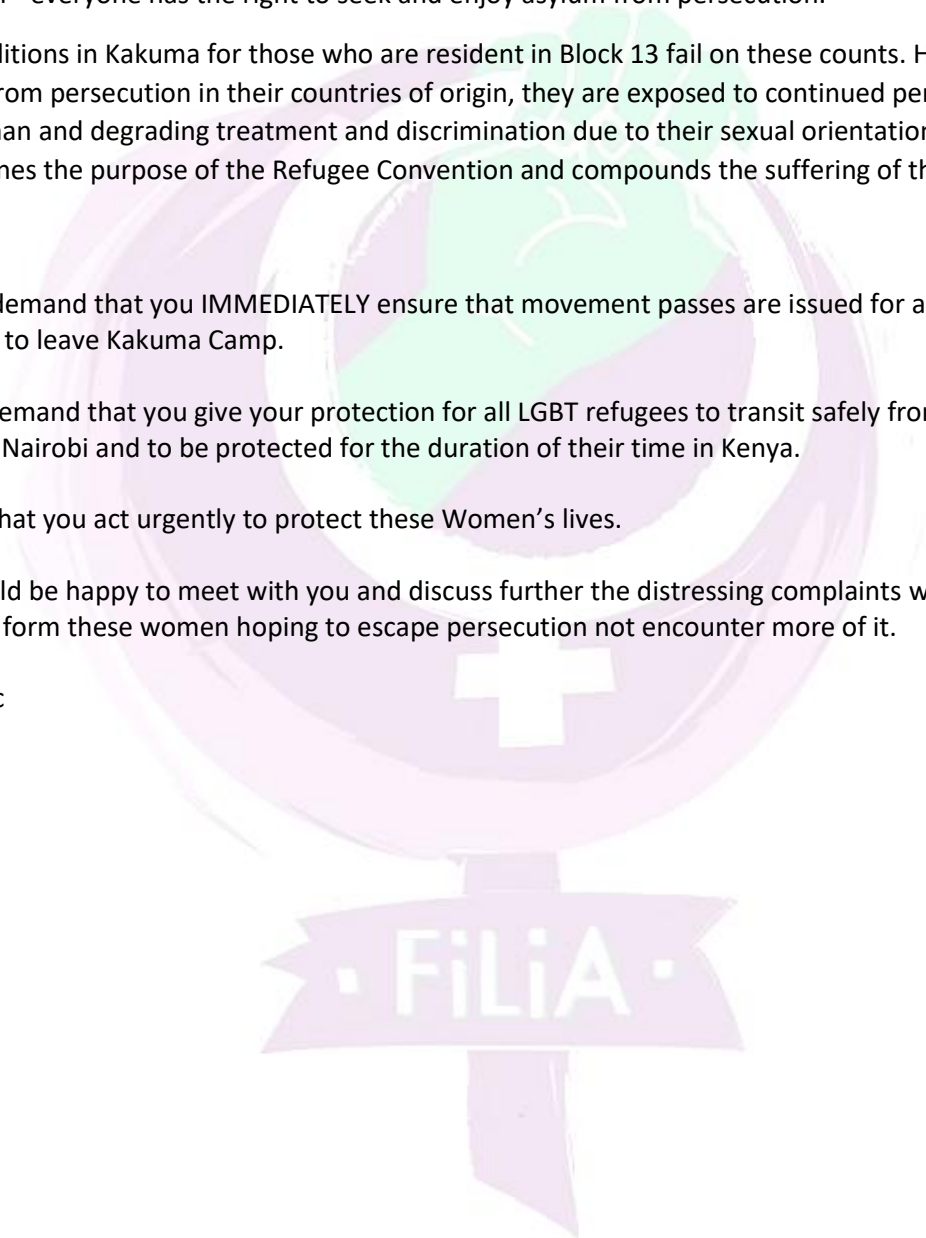 everyone has the right to seek and enjoy asylum from persecution.
ditions in Kakuma for those who are resident in Block 13 fail on these counts. H
rom persecution in their countries of origin, they are exposed to continued per
nan and degrading treatment and discrimination due to their sexual orientation
nes the purpose of the Refugee Convention and compounds the suffering of th
demand that you IMMEDIATELY ensure that movement passes are issued for a
to leave Kakuma Camp.
emand that you give your protection for all LGBT refugees to transit safely from
Nairobi and to be protected for the duration of their time in Kenya.
hat you act urgently to protect these Women's lives.
ld be happy to meet with you and discuss further the distressing complaints w
form these women hoping to escape persecution not encounter more of it.
c
· FiLiA ·